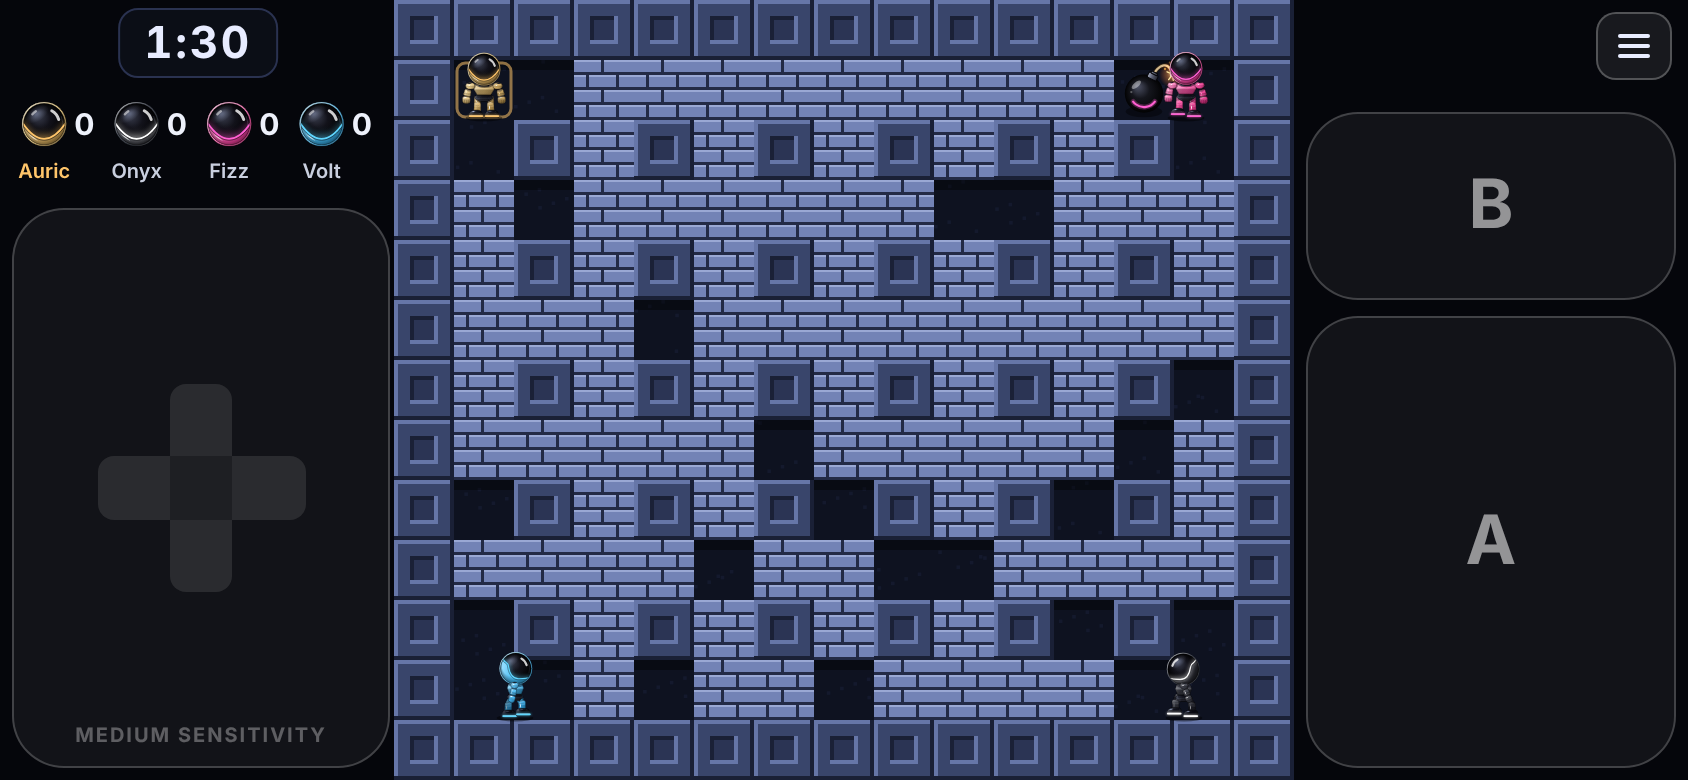 1:30
0 0 0 0
Auric Onyx Fizz Volt
B
A
MEDIUM SENSITIVITY